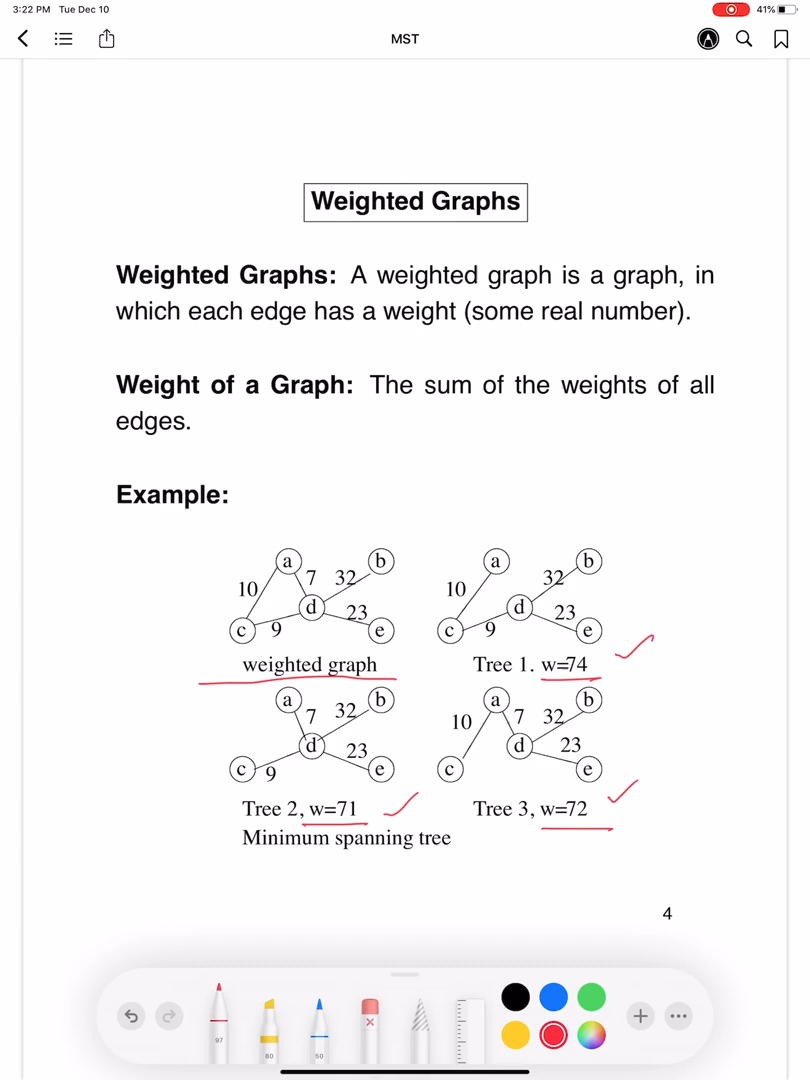 3:22 PM Tue Dec 10
41%
MST
Weighted Graphs
Weighted Graphs: A weighted graph is a graph, in
which each edge has a weight (some real number).
Weight of a Graph: The sum of the weights of all
edges.
Example:
a b
10 7 32
d
c 9 23 e
weighted graph
a b
10 32
d
c 9 23 e
Tree 1. w=74
a b
7 32
d
c 9 23 e
Tree 2, w=71
Minimum spanning tree
a b
10 7 32
d
c 23 e
Tree 3, w=72
4
97
80
50